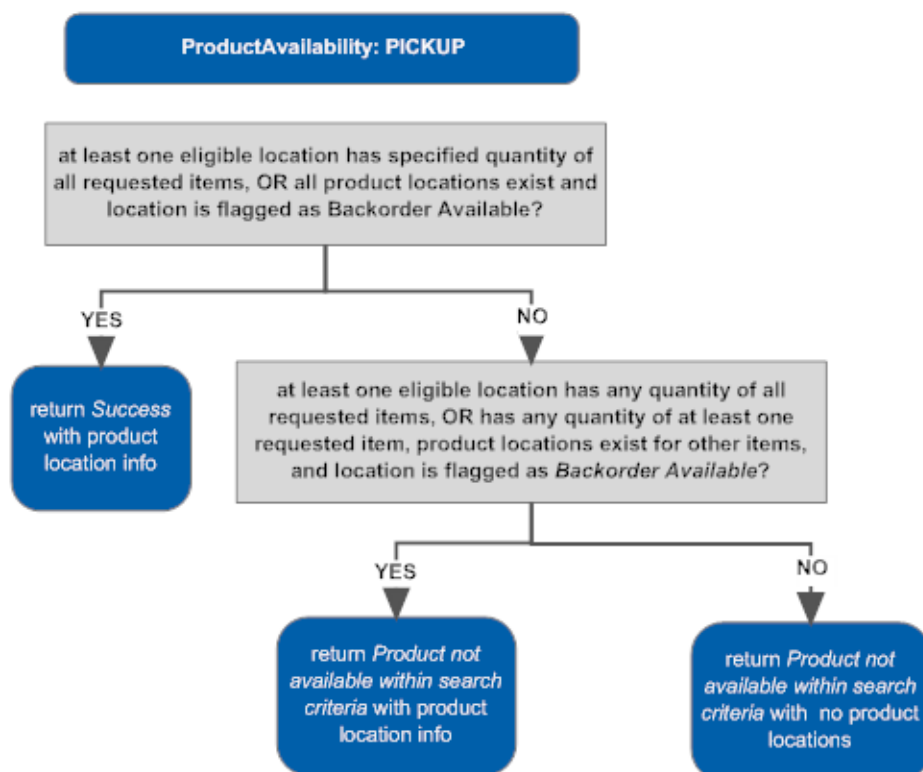 ProductAvailability: PICKUP
at least one eligible location has specified quantity of
all requested items, OR all product locations exist and
location is flagged as Backorder Available?
YES
NO
return Success
with product
location info
at least one eligible location has any quantity of all
requested items, OR has any quantity of at least one
requested item, product locations exist for other items,
and location is flagged as Backorder Available?
YES
NO
return Product not
available within search
criteria with product
location info
return Product not
available within search
criteria with no product
locations